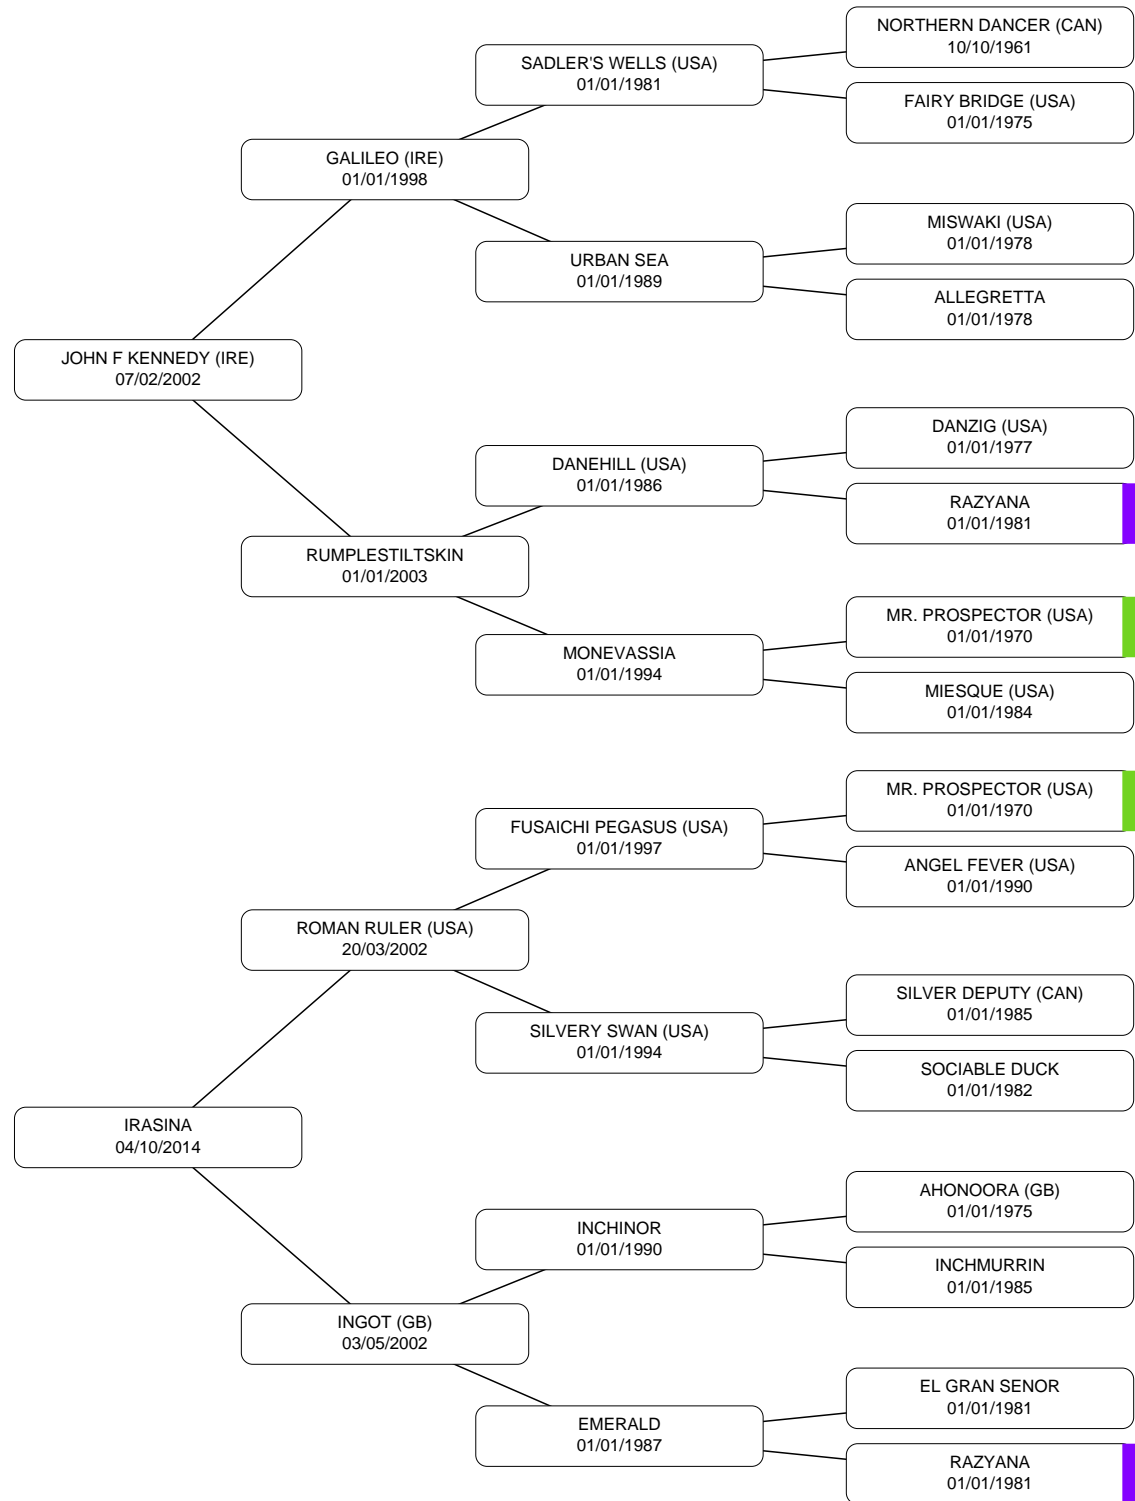 NORTHERN DANCER (CAN)
10/10/1961
SADLER'S WELLS (USA)
01/01/1981
FAIRY BRIDGE (USA)
01/01/1975
GALILEO (IRE)
01/01/1998
MISWAKI (USA)
01/01/1978
URBAN SEA
01/01/1989
ALLEGRETTA
01/01/1978
JOHN F KENNEDY (IRE)
07/02/2002
DANZIG (USA)
01/01/1977
DANEHILL (USA)
01/01/1986
RAZYANA
01/01/1981
RUMPLESTILTSKIN
01/01/2003
MR. PROSPECTOR (USA)
01/01/1970
MONEVASSIA
01/01/1994
MIESQUE (USA)
01/01/1984
MR. PROSPECTOR (USA)
01/01/1970
FUSAICHI PEGASUS (USA)
01/01/1997
ANGEL FEVER (USA)
01/01/1990
ROMAN RULER (USA)
20/03/2002
SILVER DEPUTY (CAN)
01/01/1985
SILVERY SWAN (USA)
01/01/1994
SOCIABLE DUCK
01/01/1982
IRASINA
04/10/2014
AHONOORA (GB)
01/01/1975
INCHINOR
01/01/1990
INCHMURRIN
01/01/1985
INGOT (GB)
03/05/2002
EL GRAN SENOR
01/01/1981
EMERALD
01/01/1987
RAZYANA
01/01/1981